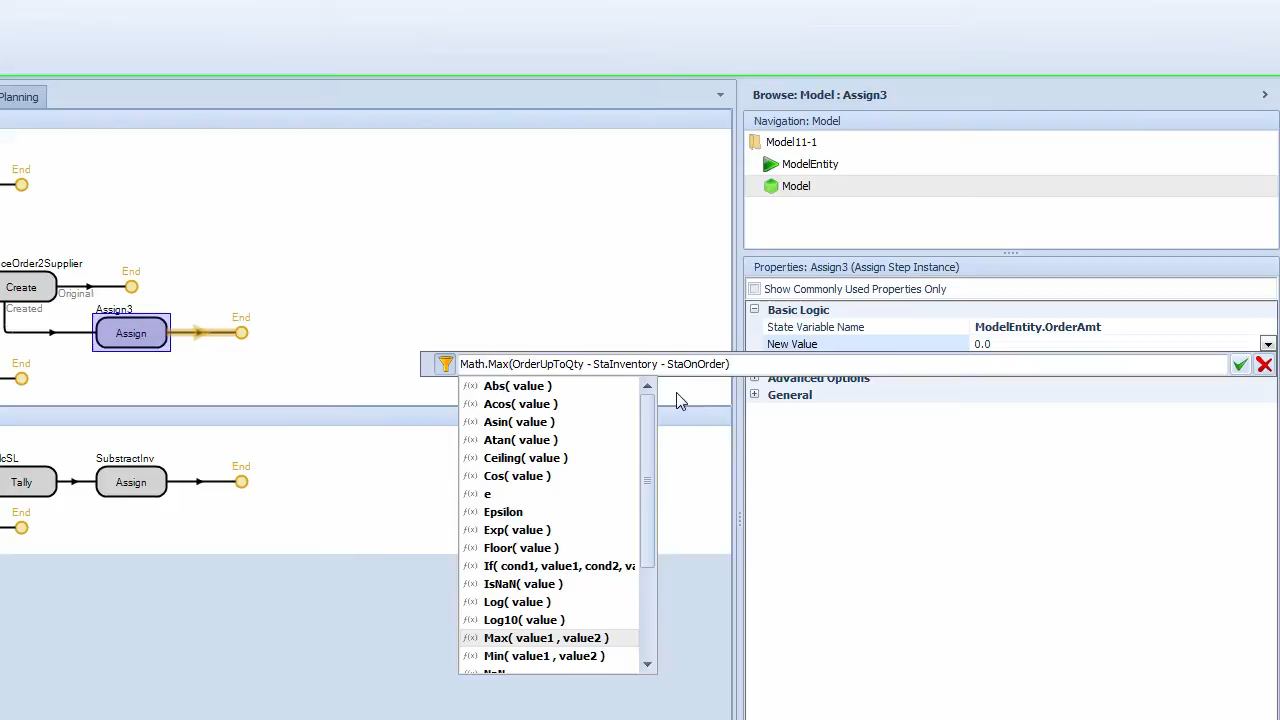 Planning
Browse: Model : Assign3
Navigation: Model
Model11-1
ModelEntity
Model
End
ceOrder2Supplier
End
Create
Original
Created
Assign3
Assign
End
End
Properties: Assign3 (Assign Step Instance)
Show Commonly Used Properties Only
Basic Logic
State Variable Name ModelEntity.OrderAmt
New Value 0.0
Math.Max(OrderUpToQty - StaInventory - StaOnOrder)
Advanced Options
General
f(x) Abs( value )
f(x) Acos( value )
f(x) Asin( value )
f(x) Atan( value )
f(x) Ceiling( value )
f(x) Cos( value )
f(x) e
f(x) Epsilon
f(x) Exp( value )
f(x) Floor( value )
f(x) If( cond1, value1, cond2, va
f(x) IsNaN( value )
f(x) Log( value )
f(x) Log10( value )
f(x) Max( value1 , value2 )
f(x) Min( value1 , value2 )
f(x) NaN
lcSL
Tally
SubstractInv
Assign
End
End